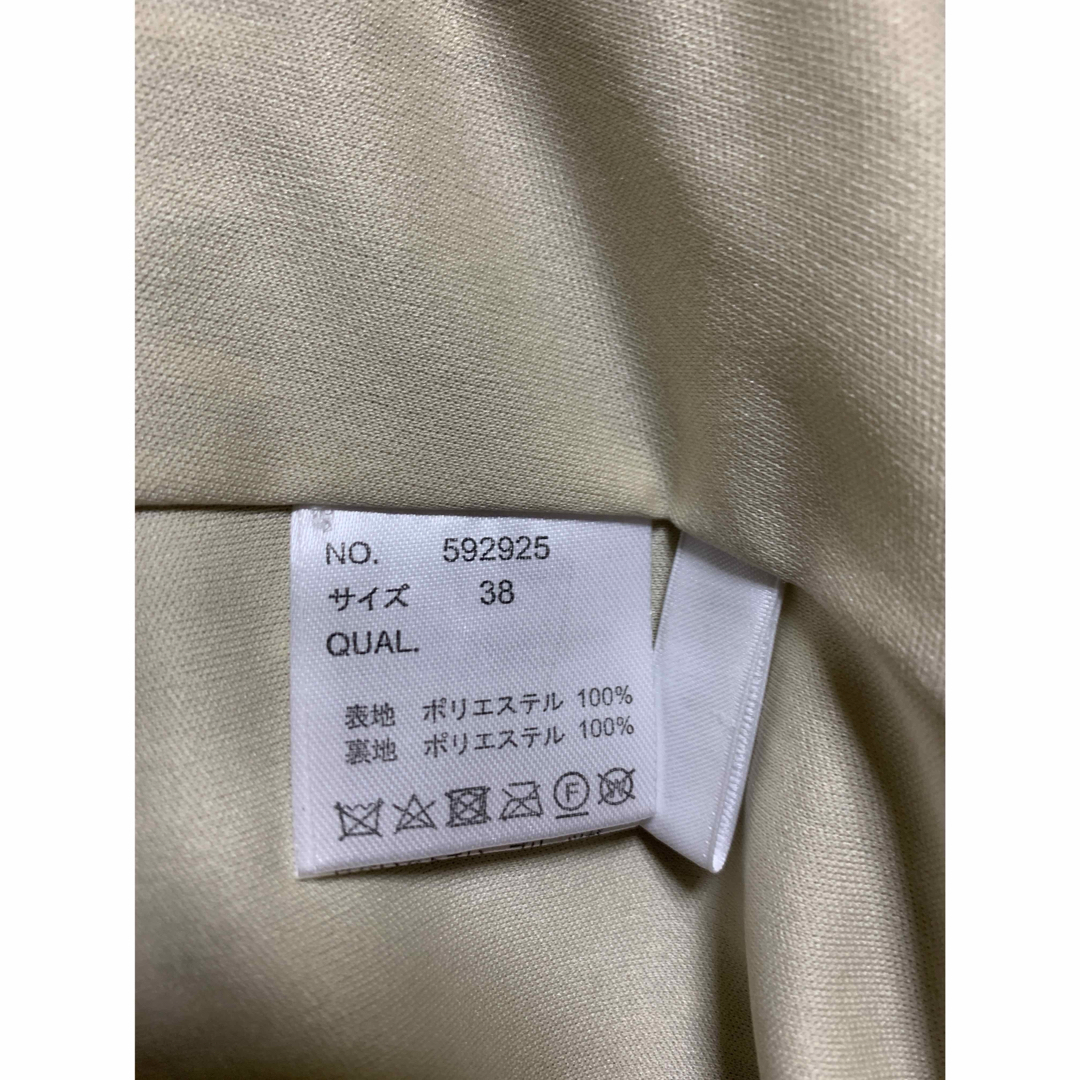 NO. 592925
サイズ 38
QUAL.
表地 ポリエステル 100%
裏地 ポリエステル 100%
F W